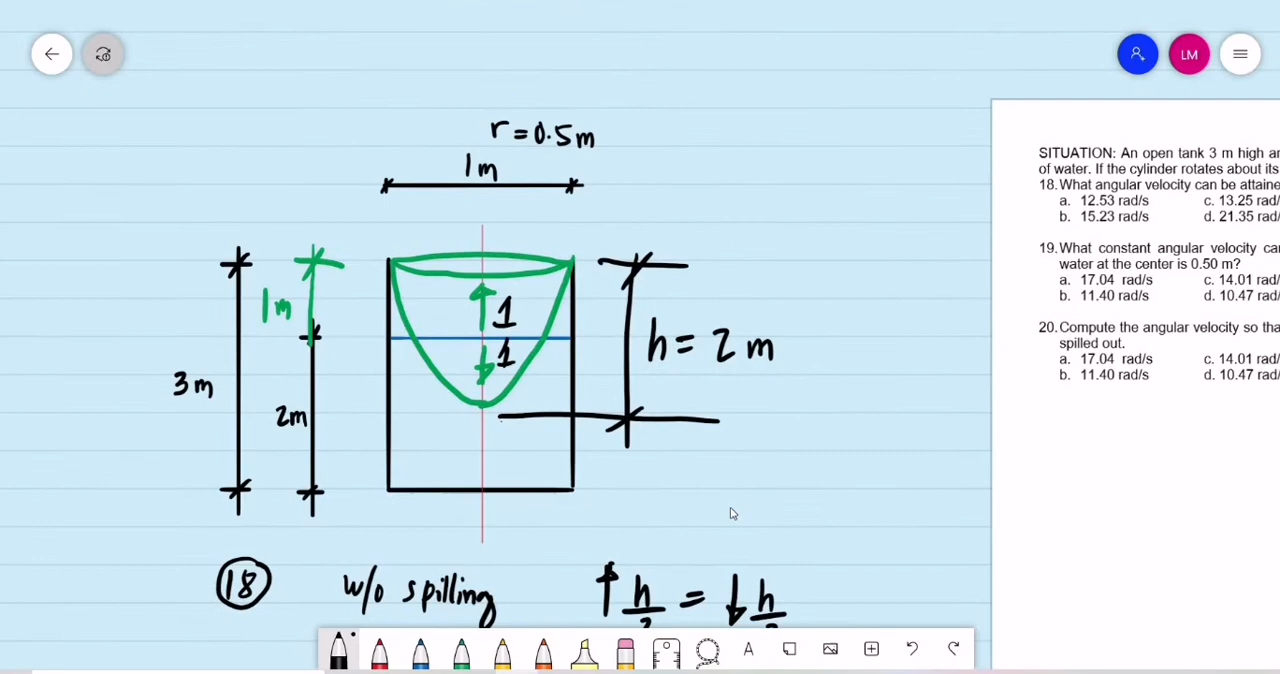 LM
r = 0.5m
1m
1m
3m
2m
1
1
h = 2 m
18 w/o spilling h = h
SITUATION: An open tank 3 m high an
of water. If the cylinder rotates about its
18. What angular velocity can be attaine
a. 12.53 rad/s c. 13.25 rad/
b. 15.23 rad/s d. 21.35 rad/
19. What constant angular velocity ca
water at the center is 0.50 m?
a. 17.04 rad/s c. 14.01 rad/
b. 11.40 rad/s d. 10.47 rad/
20. Compute the angular velocity so tha
spilled out.
a. 17.04 rad/s c. 14.01 rad/
b. 11.40 rad/s d. 10.47 rad/
A